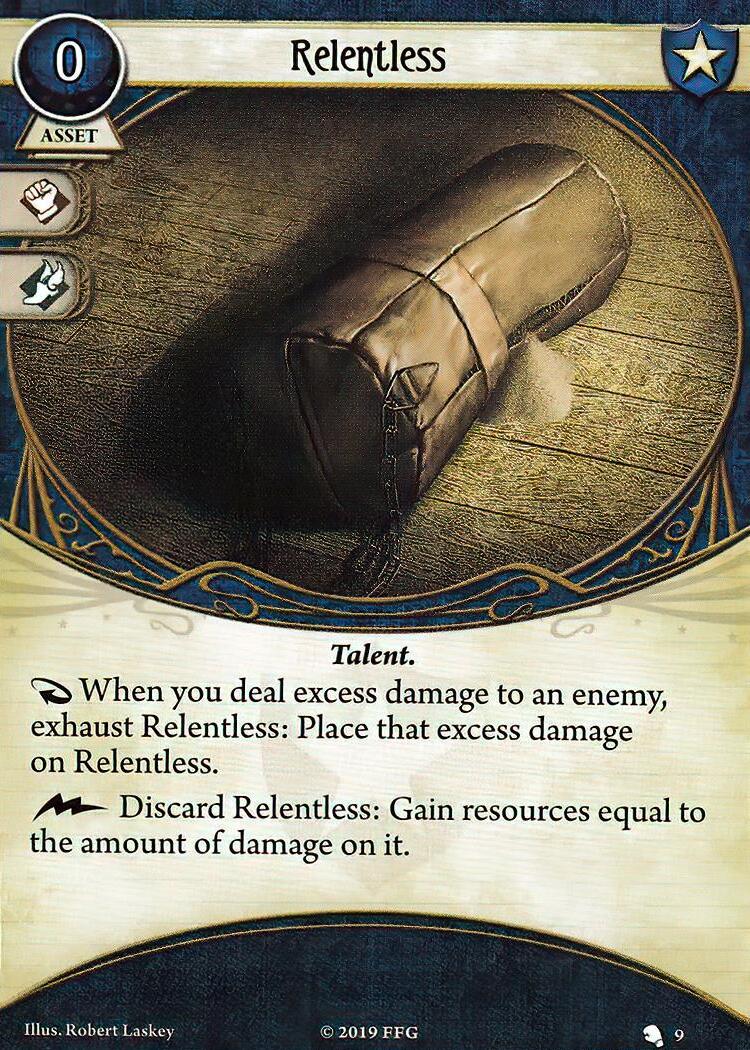 0
Relentless
ASSET
Talent.
When you deal excess damage to an enemy,
exhaust Relentless: Place that excess damage
on Relentless.
Discard Relentless: Gain resources equal to
the amount of damage on it.
Illus. Robert Laskey
© 2019 FFG
9